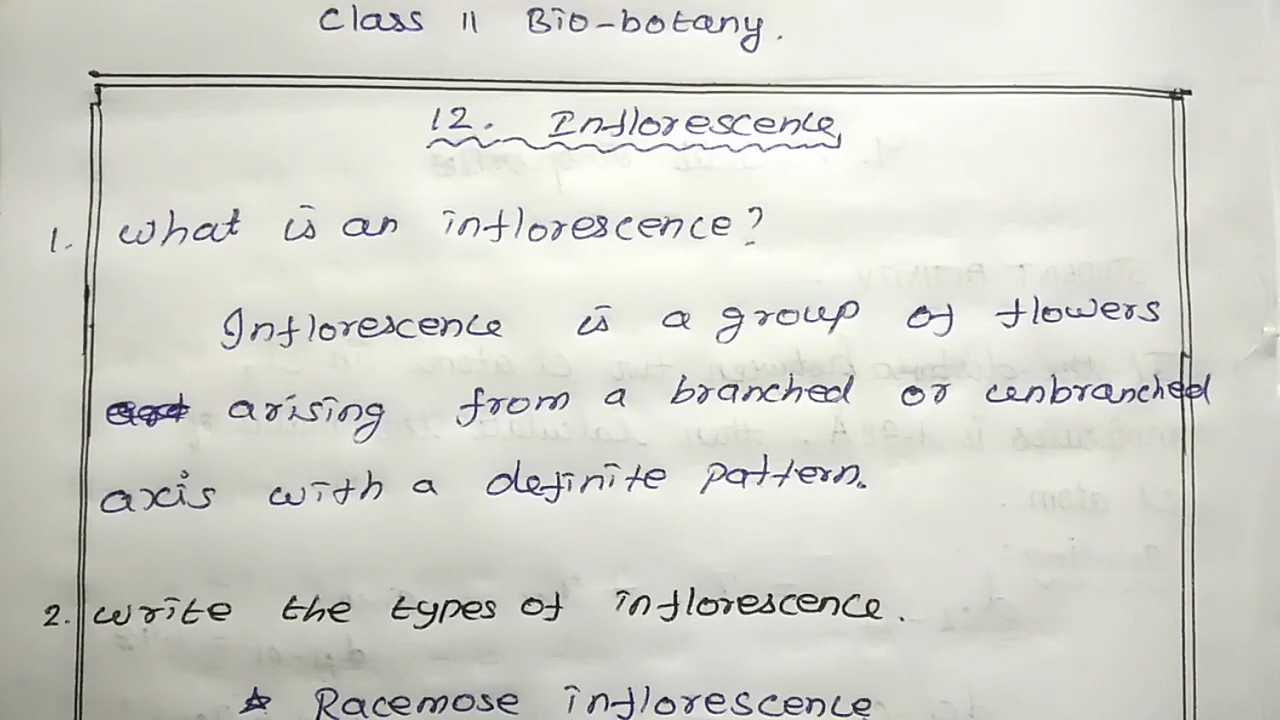 Class 11 Bio-botany.
12. Inflorescence
1. What is an inflorescence?
Inflorescence is a group of flowers
arising from a branched or unbranched
axis with a definite pattern.
2. write the types of inflorescence.
☆ Racemose inflorescence